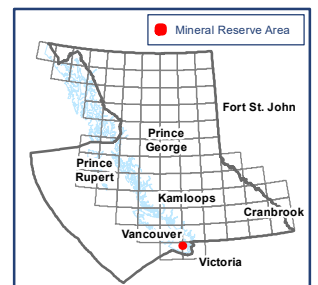 Mineral Reserve Area
Fort St. John
Prince
George
Prince
Rupert
Kamloops
Cranbrook
Vancouver
Victoria